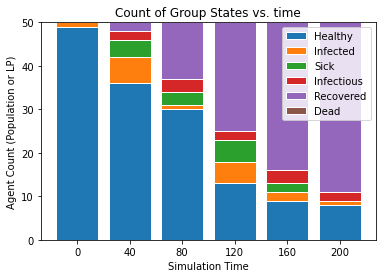 Count of Group States vs. time
Agent Count (Population or LP)
50
40
30
20
10
0
Healthy
Infected
Sick
Infectious
Recovered
Dead
0 40 80 120 160 200
Simulation Time